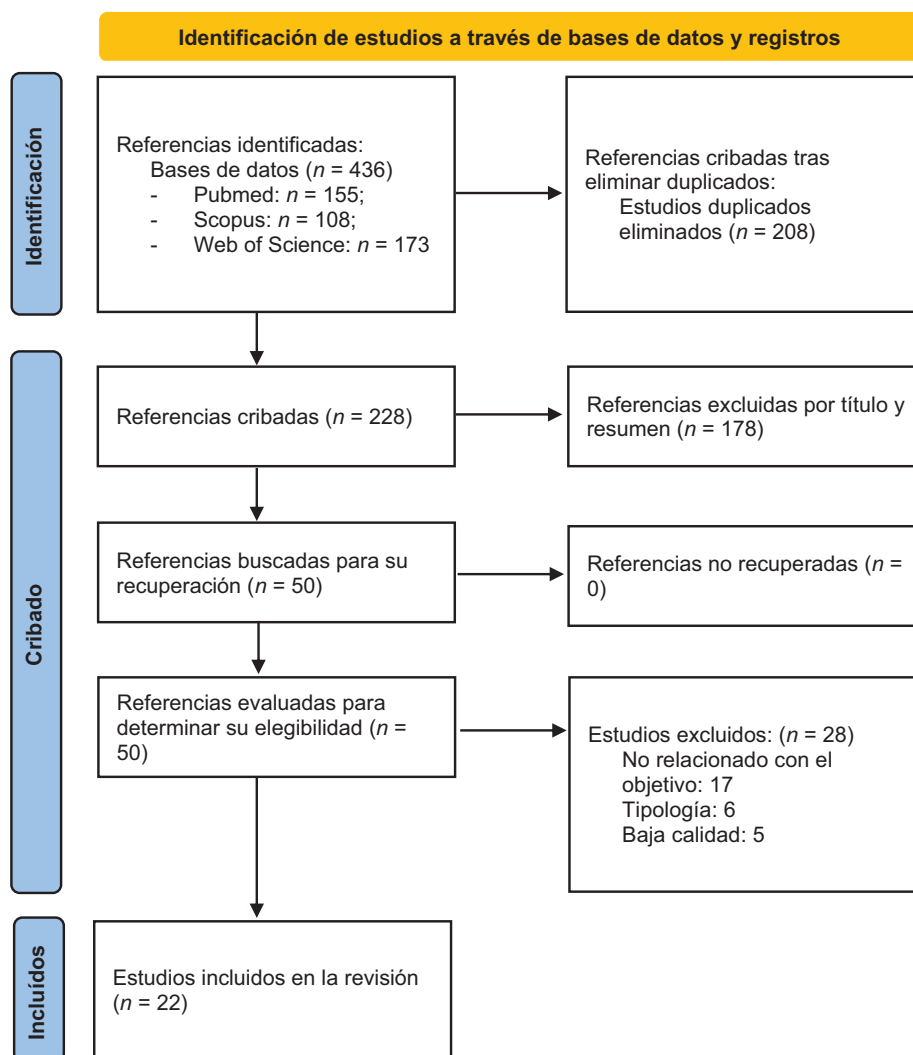 Identificación de estudios a través de bases de datos y registros
Identificación
Referencias identificadas:
Bases de datos (n = 436)
- Pubmed: n = 155;
- Scopus: n = 108;
- Web of Science: n = 173
Referencias cribadas tras
eliminar duplicados:
Estudios duplicados
eliminados (n = 208)
Cribado
Referencias cribadas (n = 228)
Referencias excluidas por título y
resumen (n = 178)
Referencias buscadas para su
recuperación (n = 50)
Referencias no recuperadas (n =
0)
Referencias evaluadas para
determinar su elegibilidad (n =
50)
Estudios excluidos: (n = 28)
No relacionado con el
objetivo: 17
Tipología: 6
Baja calidad: 5
Incluídos
Estudios incluidos en la revisión
(n = 22)